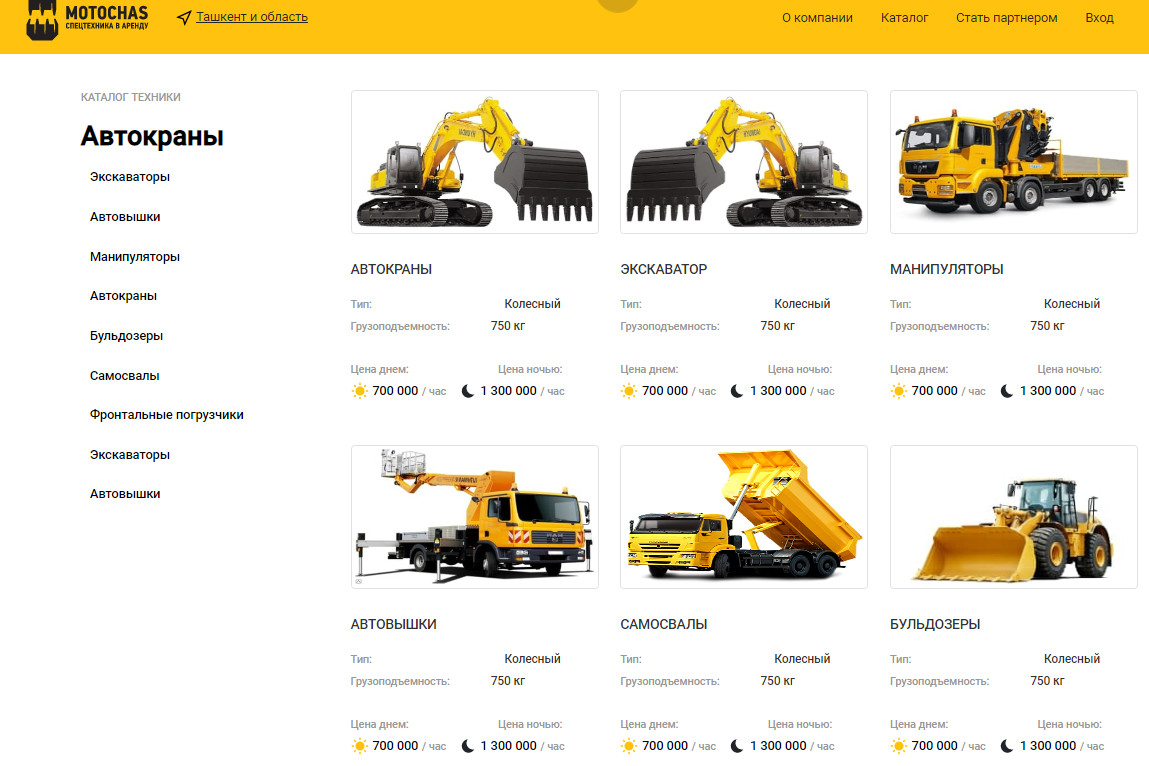 MOTOCHAS
СПЕЦТЕХНИКА В АРЕНДУ
Ташкент и область
О компании Каталог Стать партнером Вход
КАТАЛОГ ТЕХНИКИ
Автокраны
Экскаваторы
Автовышки
Манипуляторы
Автокраны
Бульдозеры
Самосвалы
Фронтальные погрузчики
Экскаваторы
Автовышки
HYUNDAI
АВТОКРАНЫ
Тип: Колесный
Грузоподъемность: 750 кг
Цена днем: Цена ночью:
700 000 / час 1 300 000 / час
ЭКСКАВАТОР
Тип: Колесный
Грузоподъемность: 750 кг
Цена днем: Цена ночью:
700 000 / час 1 300 000 / час
МАНИПУЛЯТОРЫ
Тип: Колесный
Грузоподъемность: 750 кг
Цена днем: Цена ночью:
700 000 / час 1 300 000 / час
АВТОВЫШКИ
Тип: Колесный
Грузоподъемность: 750 кг
Цена днем: Цена ночью:
700 000 / час 1 300 000 / час
САМОСВАЛЫ
Тип: Колесный
Грузоподъемность: 750 кг
Цена днем: Цена ночью:
700 000 / час 1 300 000 / час
БУЛЬДОЗЕРЫ
Тип: Колесный
Грузоподъемность: 750 кг
Цена днем: Цена ночью:
700 000 / час 1 300 000 / час